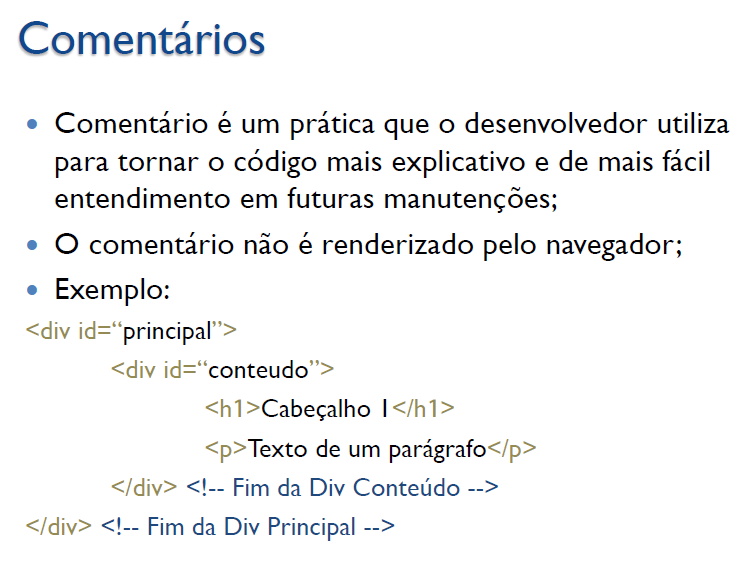 Comentários
• Comentário é um prática que o desenvolvedor utiliza
para tornar o código mais explicativo e de mais fácil
entendimento em futuras manutenções;
• O comentário não é renderizado pelo navegador;
• Exemplo:
<div id=“principal”>
<div id=“conteudo”>
<h1>Cabeçalho 1</h1>
<p>Texto de um parágrafo</p>
</div> <!-- Fim da Div Conteúdo -->
</div> <!-- Fim da Div Principal -->